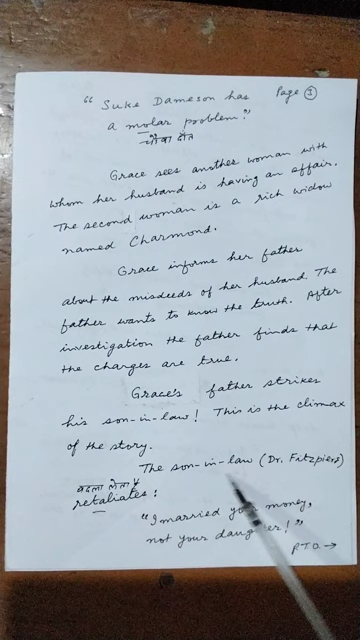 "Suke Dameson has Page ③
a molar problem."
चौका दाँत
Grace sees another woman with
whom her husband is having an affair.
The second woman is a rich widow
named Charmond.
Grace informs her father
about the misdeeds of her husband. The
father wants to know the truth. After
investigation the father finds that
the charges are true.
Grace's father strikes
his son-in-law! This is the climax
of the story.
The son-in-law (Dr. Fitzpiers)
बदला लेता है
retaliates:
"I married your money,
not your daughter!"
P.T.O. →